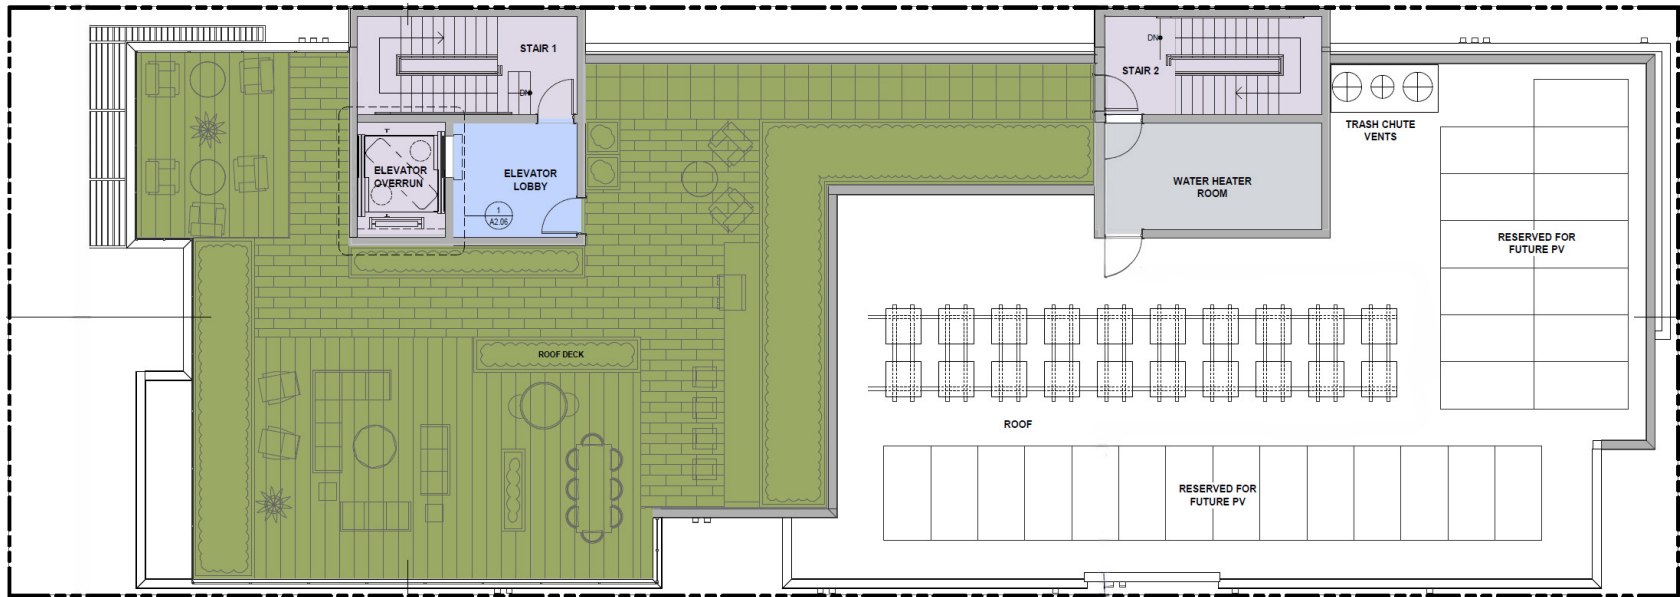 STAIR 1
DN
ELEVATOR
OVERRUN
ELEVATOR
LOBBY
1
A2.06
DN
STAIR 2
TRASH CHUTE
VENTS
WATER HEATER
ROOM
RESERVED FOR
FUTURE PV
ROOF DECK
ROOF
RESERVED FOR
FUTURE PV